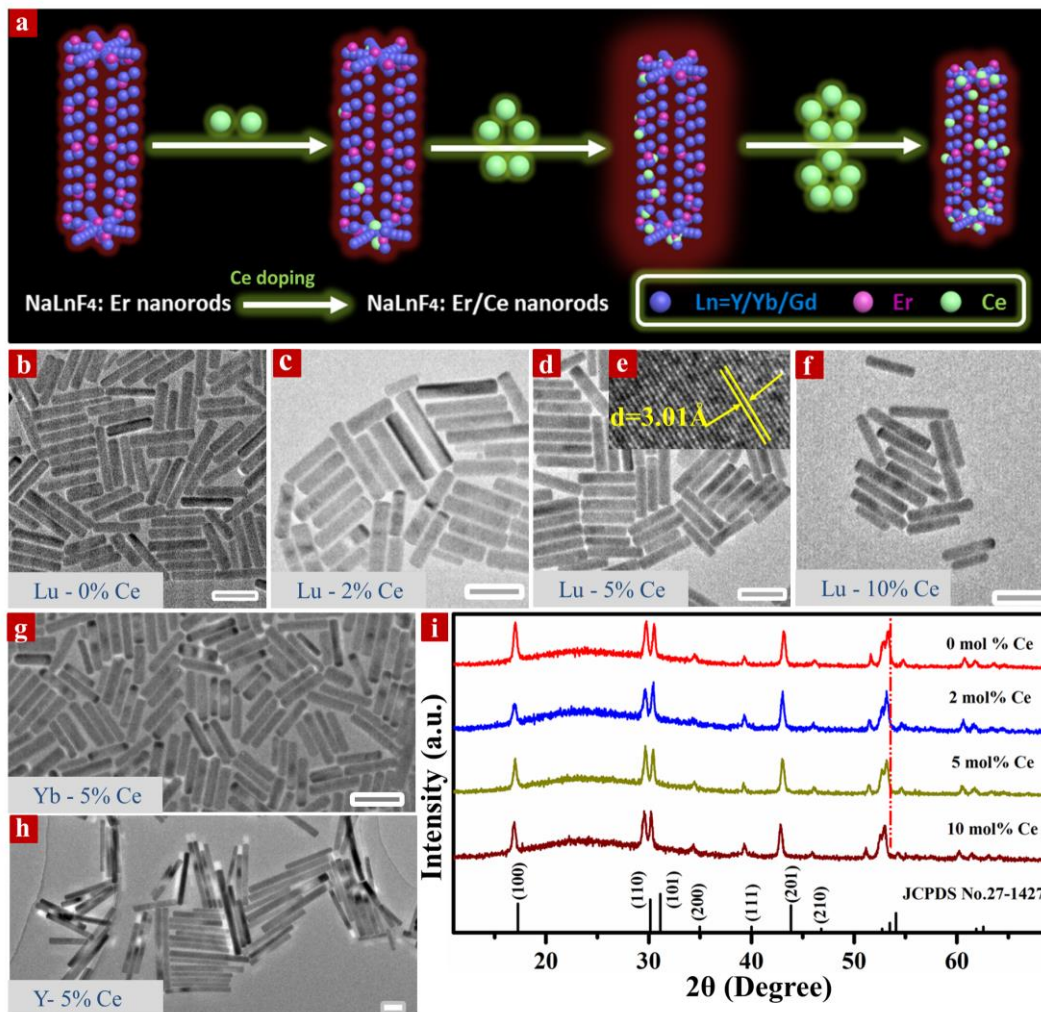 a
Ce doping
NaLnF4: Er nanorods
NaLnF4: Er/Ce nanorods
Ln=Y/Yb/Gd
Er
Ce
b
Lu - 0% Ce
c
Lu - 2% Ce
d
e
d=3.01Å
Lu - 5% Ce
f
Lu - 10% Ce
g
Yb - 5% Ce
h
Y- 5% Ce
i
0 mol % Ce
2 mol% Ce
5 mol% Ce
10 mol% Ce
JCPDS No.27-1427
(100)
(110)
(101)
(200)
(111)
(201)
(210)
Intensity (a.u.)
20
30
40
50
60
2θ (Degree)